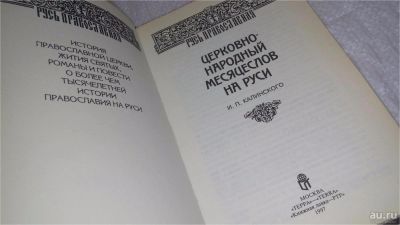 РУСЬ ПРАВОСЛАВНАЯ
ИСТОРИЯ
ПРАВОСЛАВНОЙ ЦЕРКВИ,
ЖИТИЯ СВЯТЫХ,
РОМАНЫ И ПОВЕСТИ
О БОЛЕЕ ЧЕМ
ТЫСЯЧЕЛЕТНЕЙ
ИСТОРИИ
ПРАВОСЛАВИЯ НА РУСИ
РУСЬ ПРАВОСЛАВНАЯ
ЦЕРКОВНО-
НАРОДНЫЙ
МЕСЯЦЕСЛОВ
НА РУСИ
И. П. КАЛИНСКОГО
МОСКВА
«ТЕРРА»—«TERRA»
«Книжная лавка—РТР»
1997
au.ru